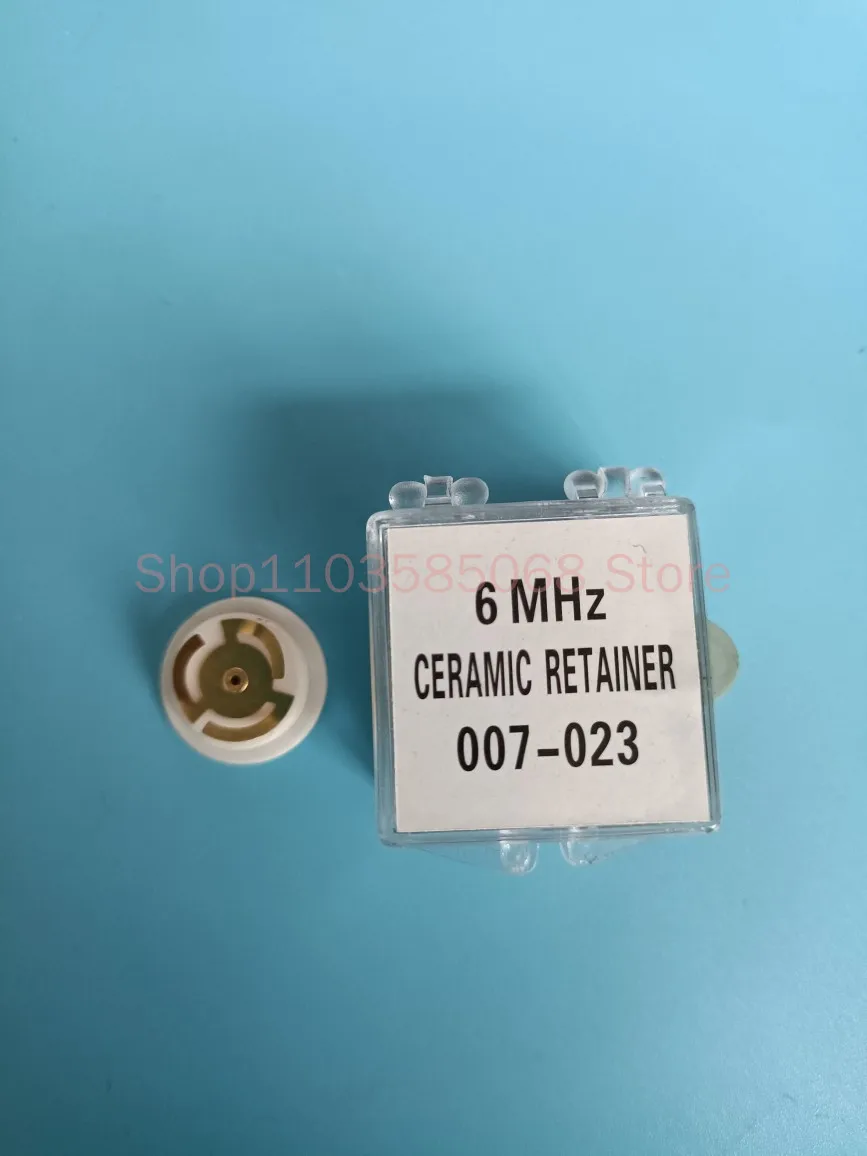 Shop1103585068 Store
6 MHz
CERAMIC RETAINER
007-023